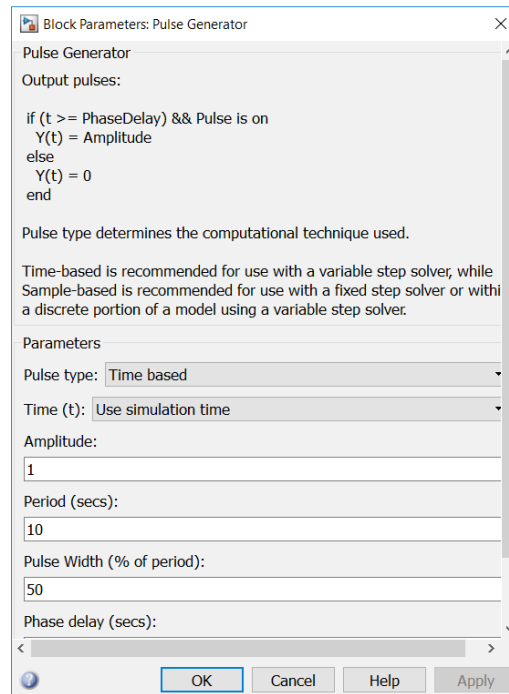 Block Parameters: Pulse Generator
Pulse Generator
Output pulses:
if (t >= PhaseDelay) && Pulse is on
Y(t) = Amplitude
else
Y(t) = 0
end
Pulse type determines the computational technique used.
Time-based is recommended for use with a variable step solver, while
Sample-based is recommended for use with a fixed step solver or withi
a discrete portion of a model using a variable step solver.
Parameters
Pulse type: Time based
Time (t): Use simulation time
Amplitude:
1
Period (secs):
10
Pulse Width (% of period):
50
Phase delay (secs):
OK Cancel Help Apply